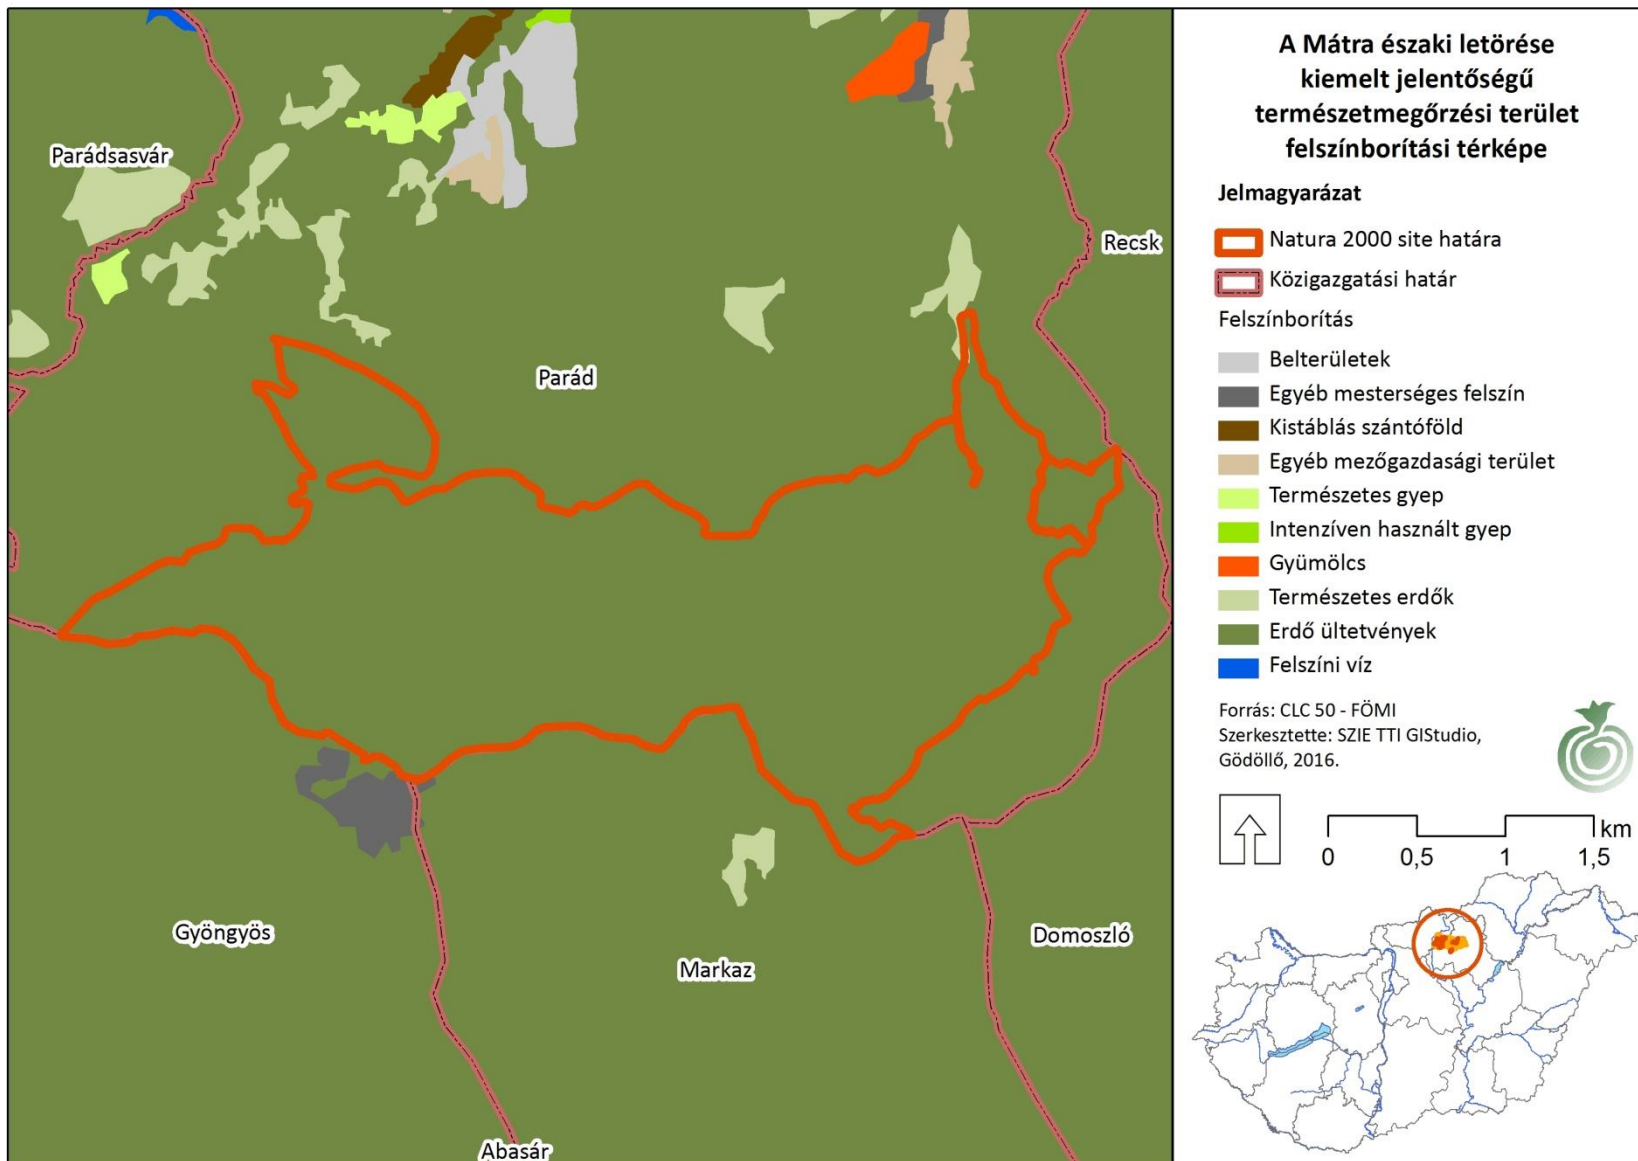 A Mátra északi letörése
kiemelt jelentőségű
természetmegőrzési terület
felszínborítási térképe
Jelmagyarázat
Natura 2000 site határa
Közigazgatási határ
Felszínborítás
Belterületek
Egyéb mesterséges felszín
Kistáblás szántóföld
Egyéb mezőgazdasági terület
Természetes gyep
Intenzíven használt gyep
Gyümölcs
Természetes erdők
Erdő ültetvények
Felszíni víz
Forrás: CLC 50 - FÖMI
Szerkesztette: SZIE TTI GIStudio,
Gödöllő, 2016.
km
0 0,5 1 1,5
Parádsasvár
Recsk
Parád
Gyöngyös
Markaz
Domoszló
Abasár